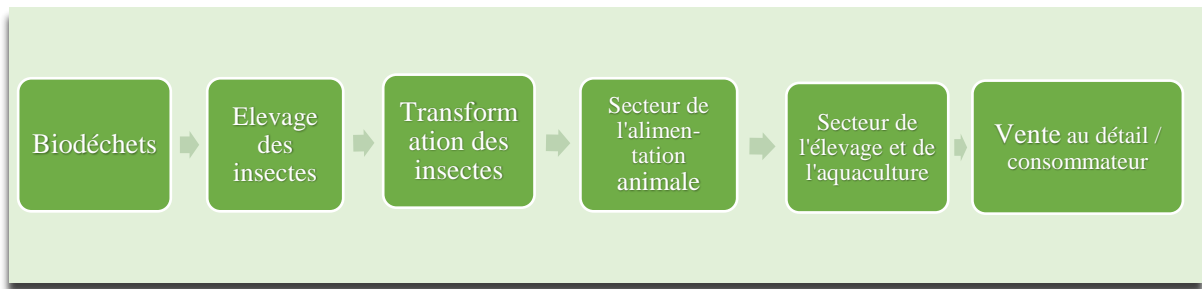 Biodéchets
Elevage
des
insectes
Transform
ation des
insectes
Secteur de
l'alimen-
tation
animale
Secteur de
l'élevage et de
l'aquaculture
Vente au détail /
consommateur